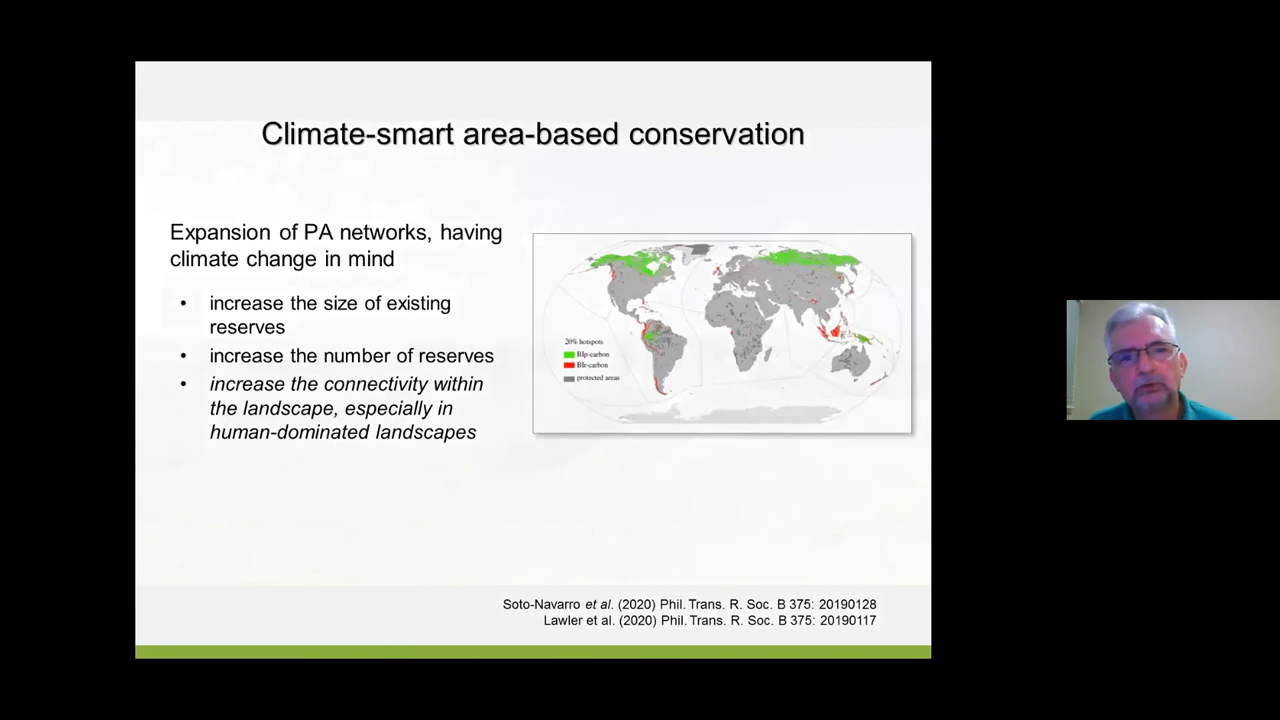 Climate-smart area-based conservation
Expansion of PA networks, having
climate change in mind
• increase the size of existing
reserves
• increase the number of reserves
• increase the connectivity within
the landscape, especially in
human-dominated landscapes
20% hotspots
BIp-carbon
BIr-carbon
protected areas
Soto-Navarro et al. (2020) Phil. Trans. R. Soc. B 375: 20190128
Lawler et al. (2020) Phil. Trans. R. Soc. B 375: 20190117